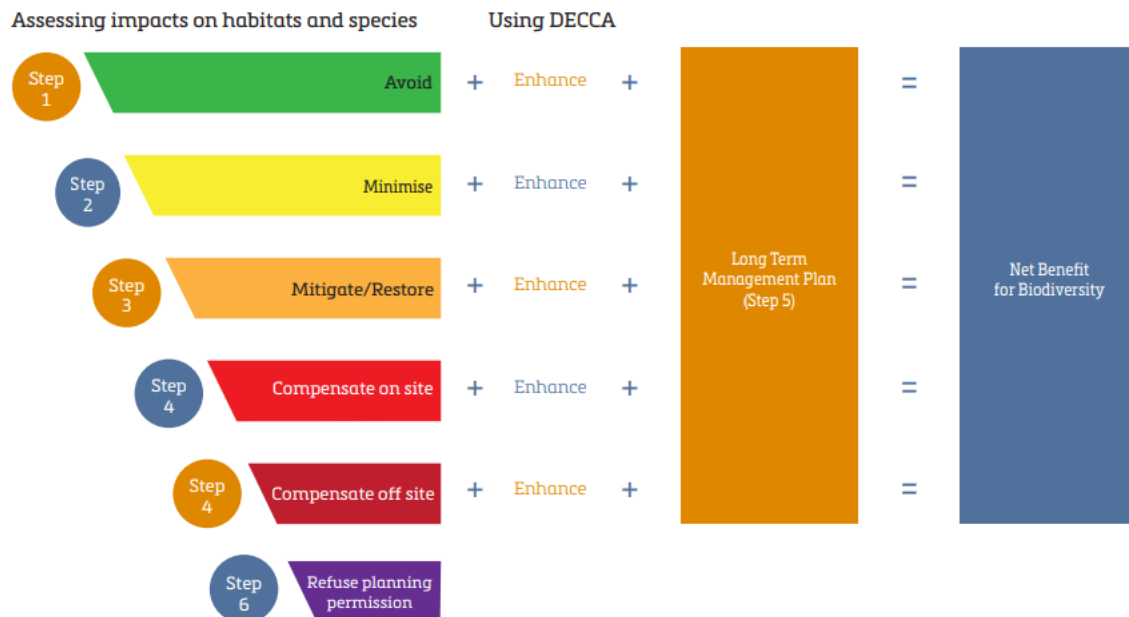 Assessing impacts on habitats and species
Using DECCA
Step
1
Avoid
+ Enhance + =
Step
2
Minimise
+ Enhance + =
Step
3
Mitigate/Restore
+ Enhance + =
Long Term
Management Plan
(Step 5)
Net Benefit
for Biodiversity
Step
4
Compensate on site
+ Enhance + =
Step
4
Compensate off site
+ Enhance + =
Step
6
Refuse planning
permission